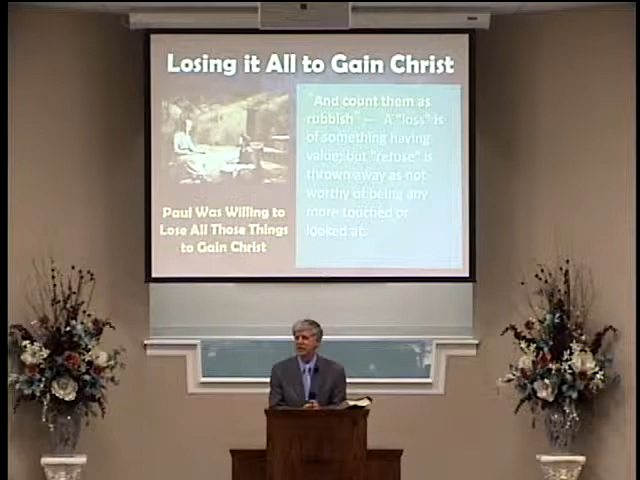 Losing it All to Gain Christ
"And count them as
rubbish" — A "loss" is
of something having
value; but "refuse" is
thrown away as not
worthy of being any
more touched or
looked at.
Paul Was Willing to
Lose All Those Things
to Gain Christ